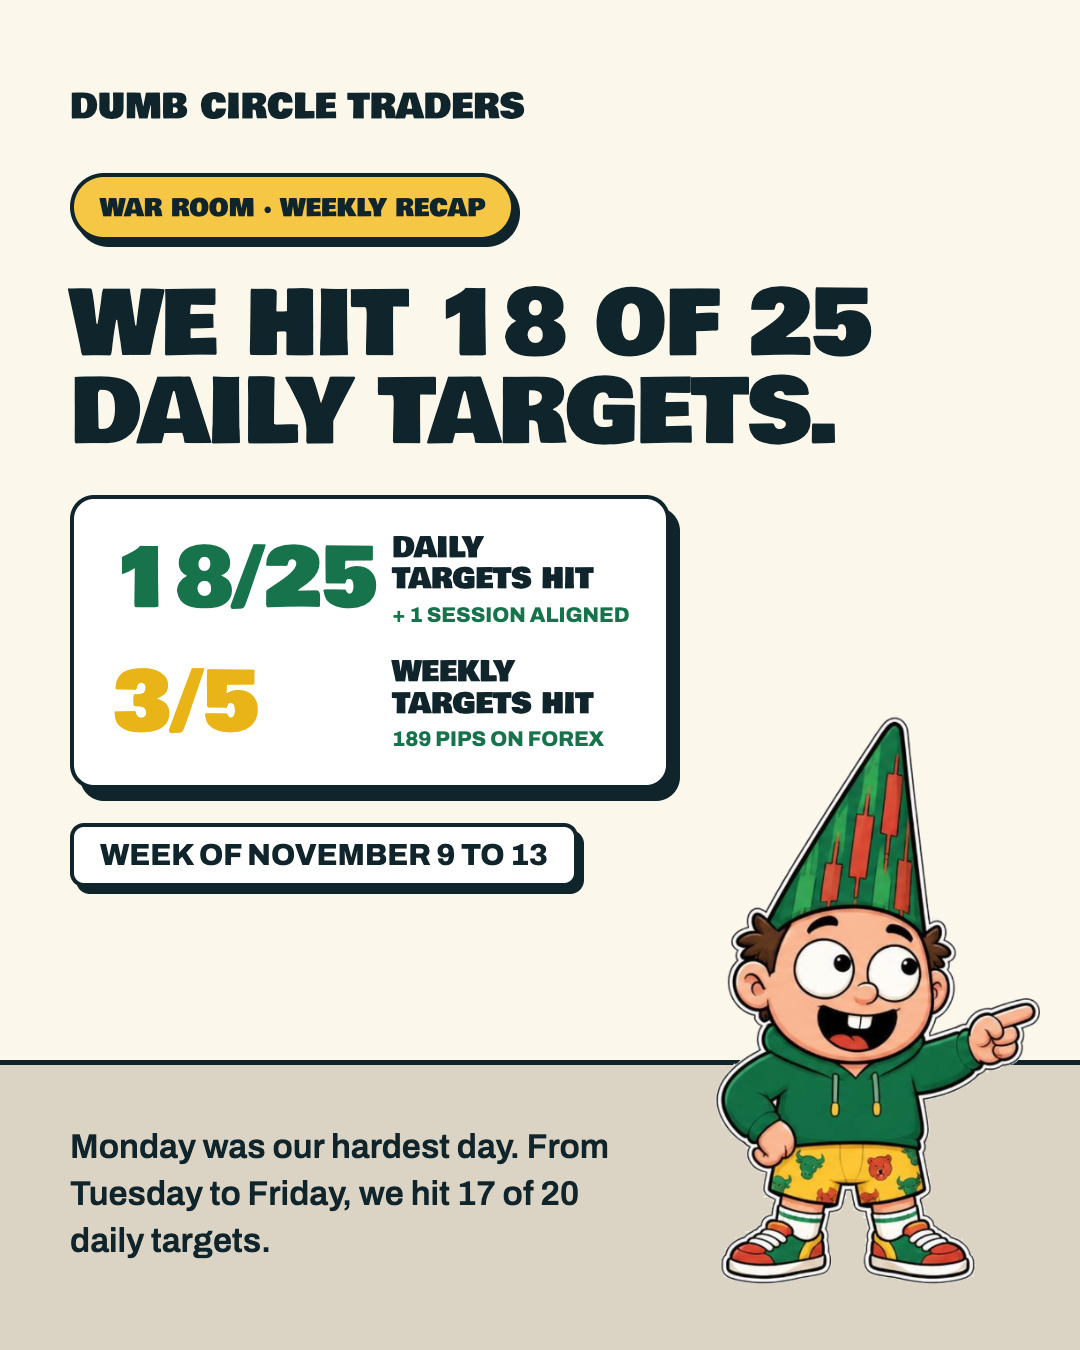 DUMB CIRCLE TRADERS
WAR ROOM · WEEKLY RECAP
WE HIT 18 OF 25
DAILY TARGETS.
18/25
DAILY
TARGETS HIT
+ 1 SESSION ALIGNED
3/5
WEEKLY
TARGETS HIT
189 PIPS ON FOREX
WEEK OF NOVEMBER 9 TO 13
Monday was our hardest day. From
Tuesday to Friday, we hit 17 of 20
daily targets.